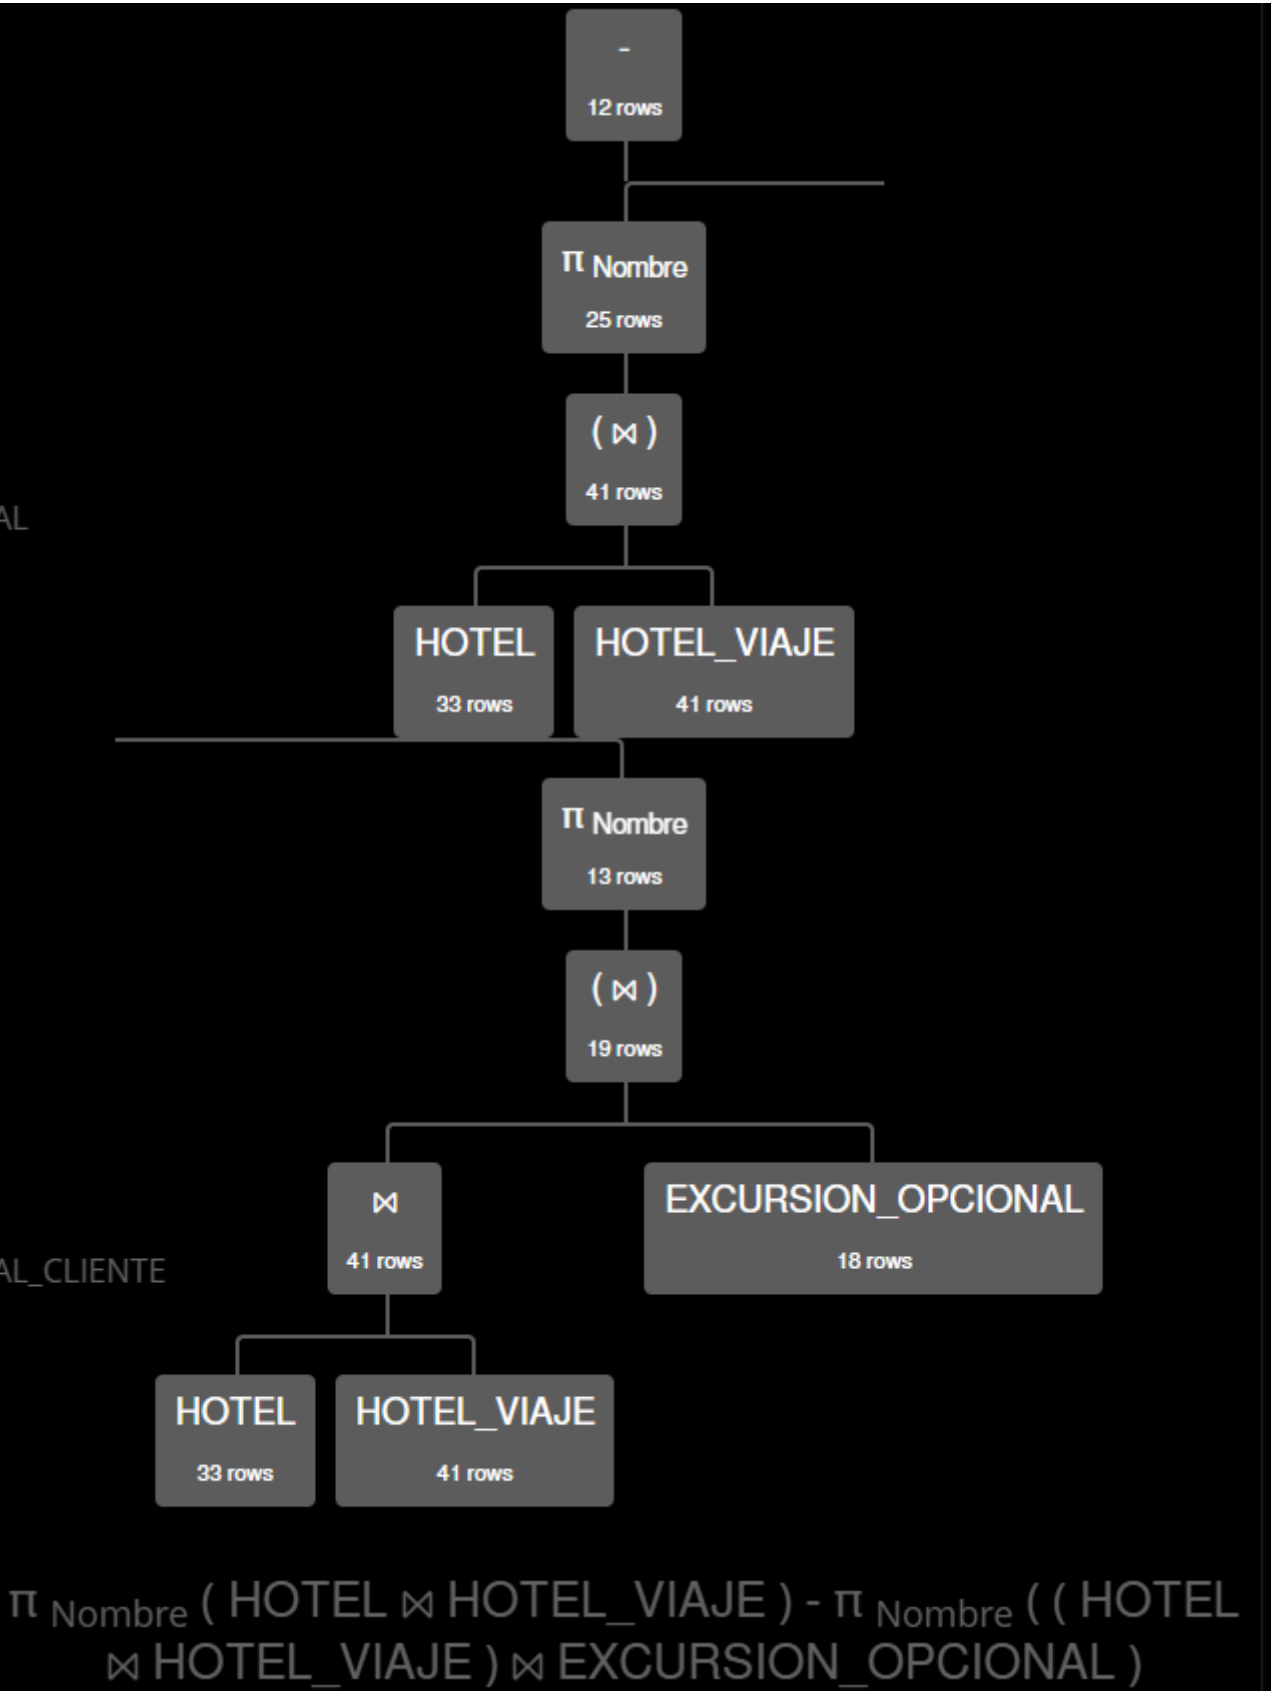 -
12 rows
π Nombre
25 rows
( ⋈ )
41 rows
AL
HOTEL
33 rows
HOTEL_VIAJE
41 rows
π Nombre
13 rows
( ⋈ )
19 rows
⋈
41 rows
EXCURSION_OPCIONAL
18 rows
AL_CLIENTE
HOTEL
33 rows
HOTEL_VIAJE
41 rows
π Nombre ( HOTEL ⋈ HOTEL_VIAJE ) - π Nombre ( ( HOTEL
⋈ HOTEL_VIAJE ) ⋈ EXCURSION_OPCIONAL )